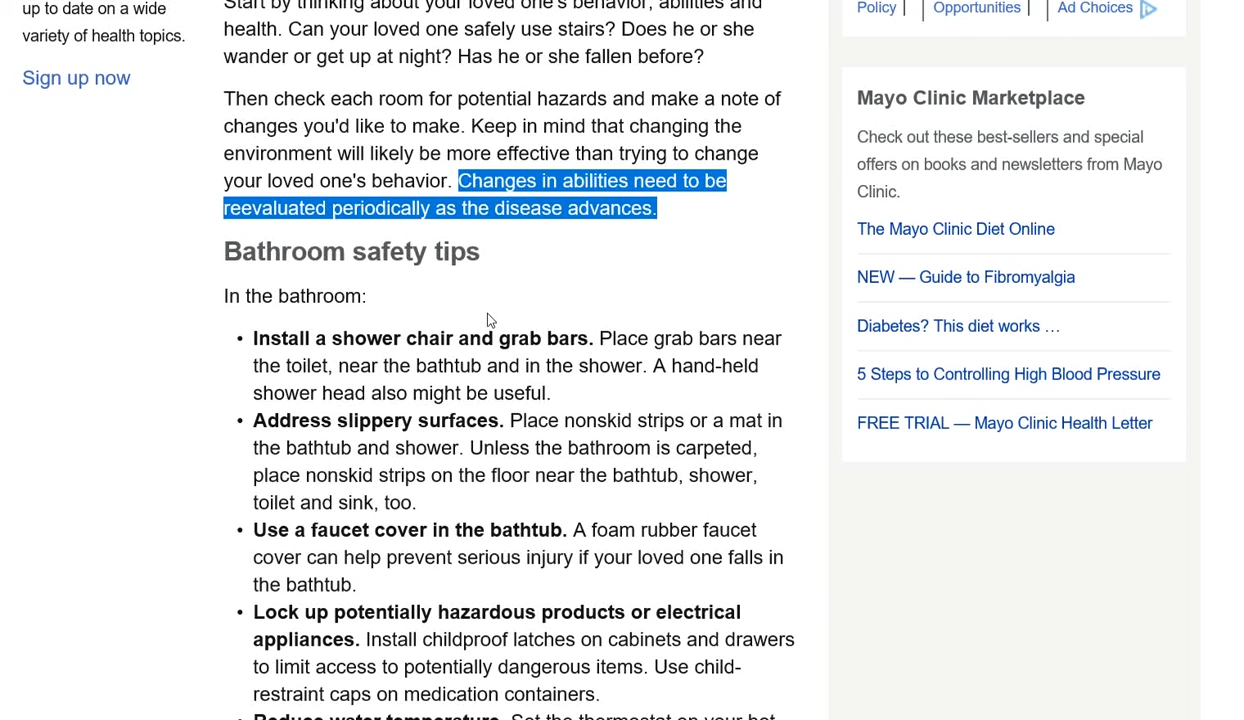 up to date on a wide
variety of health topics.
Sign up now
Start by thinking about your loved one's behavior, abilities and
health. Can your loved one safely use stairs? Does he or she
wander or get up at night? Has he or she fallen before?
Then check each room for potential hazards and make a note of
changes you'd like to make. Keep in mind that changing the
environment will likely be more effective than trying to change
your loved one's behavior. Changes in abilities need to be
reevaluated periodically as the disease advances.
Bathroom safety tips
In the bathroom:
• Install a shower chair and grab bars. Place grab bars near
the toilet, near the bathtub and in the shower. A hand-held
shower head also might be useful.
• Address slippery surfaces. Place nonskid strips or a mat in
the bathtub and shower. Unless the bathroom is carpeted,
place nonskid strips on the floor near the bathtub, shower,
toilet and sink, too.
• Use a faucet cover in the bathtub. A foam rubber faucet
cover can help prevent serious injury if your loved one falls in
the bathtub.
• Lock up potentially hazardous products or electrical
appliances. Install childproof latches on cabinets and drawers
to limit access to potentially dangerous items. Use child-
restraint caps on medication containers.
• Reduce water temperature. Set the thermostat on your hot
Policy | | Opportunities | | Ad Choices
Mayo Clinic Marketplace
Check out these best-sellers and special
offers on books and newsletters from Mayo
Clinic.
The Mayo Clinic Diet Online
NEW — Guide to Fibromyalgia
Diabetes? This diet works …
5 Steps to Controlling High Blood Pressure
FREE TRIAL — Mayo Clinic Health Letter